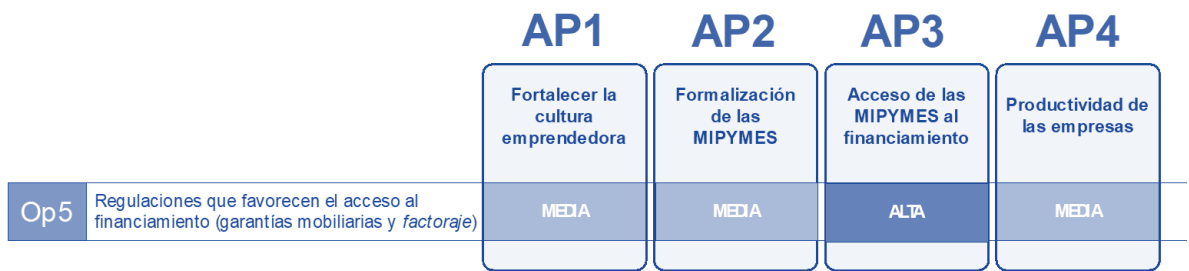 AP1 AP2 AP3 AP4
Fortalecer la
cultura
emprendedora
Formalización
de las
MIPYMES
Acceso de las
MIPYMES al
financiamiento
Productividad de
las empresas
Op5
Regulaciones que favorecen el acceso al
financiamiento (garantías mobiliarias y factoraje)
MEDIA MEDIA ALTA MEDIA